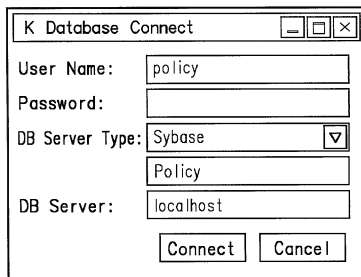 K Database Connect
User Name: policy
Password:
DB Server Type: Sybase
Policy
DB Server: localhost
Connect Cancel